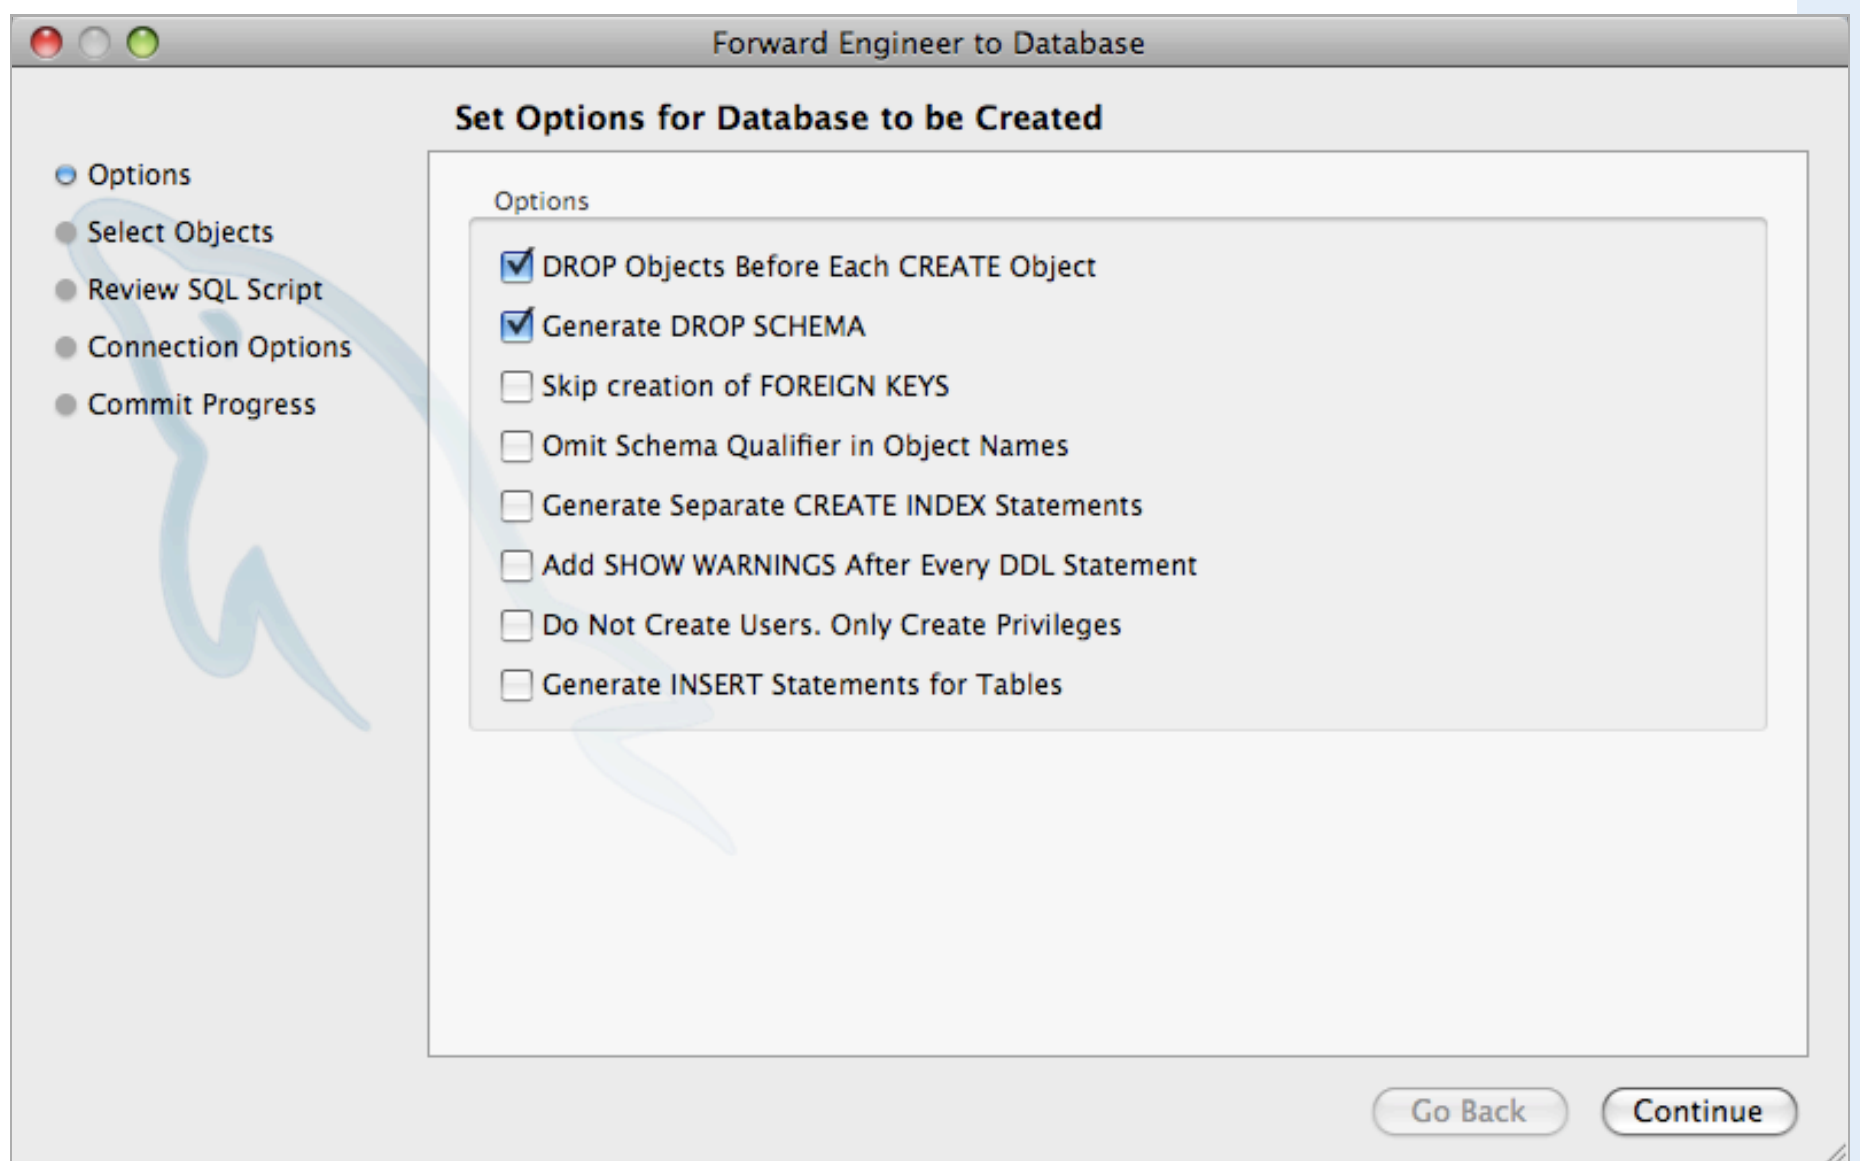 Forward Engineer to Database
Set Options for Database to be Created
Options
Select Objects
Review SQL Script
Connection Options
Commit Progress
Options
DROP Objects Before Each CREATE Object
Generate DROP SCHEMA
Skip creation of FOREIGN KEYS
Omit Schema Qualifier in Object Names
Generate Separate CREATE INDEX Statements
Add SHOW WARNINGS After Every DDL Statement
Do Not Create Users. Only Create Privileges
Generate INSERT Statements for Tables
Go Back
Continue